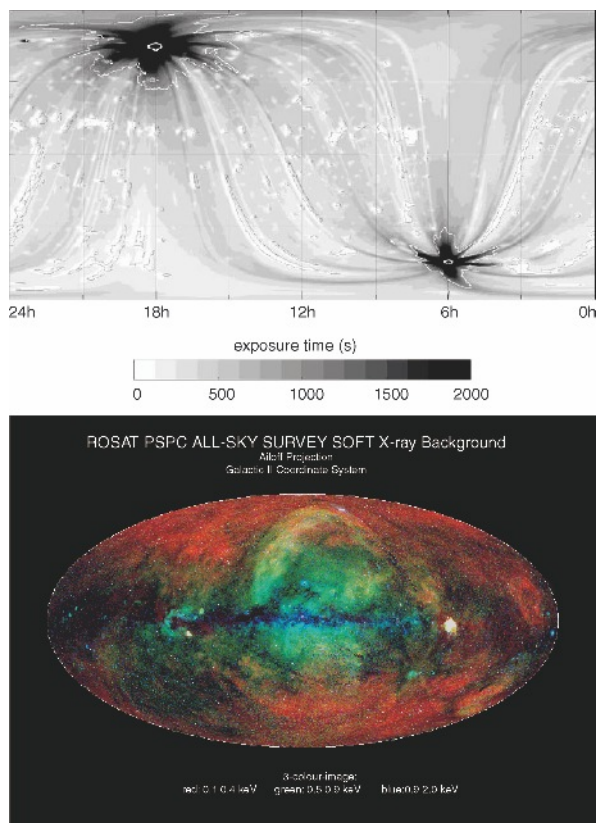 24h 18h 12h 6h 0h
exposure time (s)
0 500 1000 1500 2000
ROSAT PSPC ALL-SKY SURVEY SOFT X-ray Background
Aitoff Projection
Galactic II Coordinate System
3-colour-image:
red: 0.1 0.4 keV green: 0.5 0.9 keV blue:0.9 2.0 keV